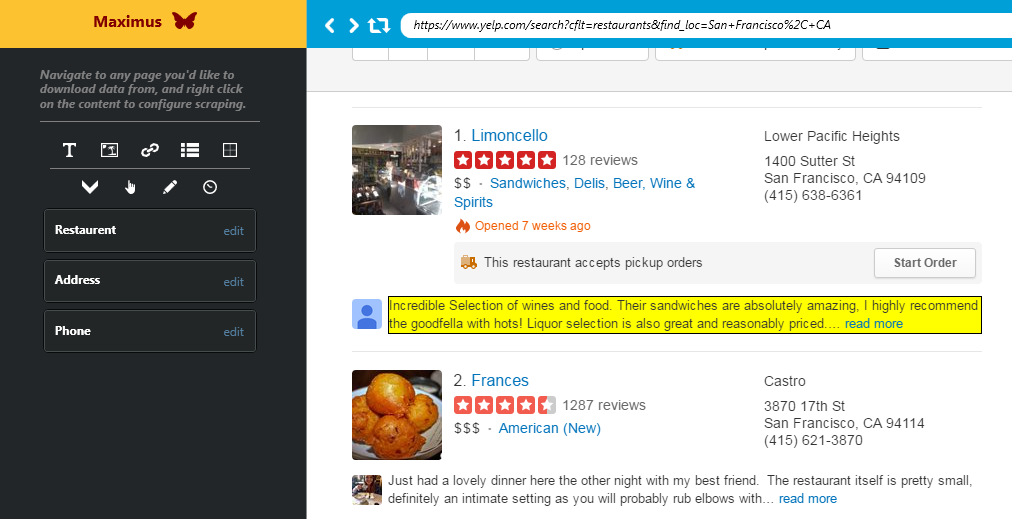 Maximus
https://www.yelp.com/search?cflt=restaurants&find_loc=San+Francisco%2C+CA
Navigate to any page you'd like to
download data from, and right click
on the content to configure scraping.
T
Restaurent edit
Address edit
Phone edit
1. Limoncello
128 reviews
$$ - Sandwiches, Delis, Beer, Wine &
Spirits
Opened 7 weeks ago
Lower Pacific Heights
1400 Sutter St
San Francisco, CA 94109
(415) 638-6361
This restaurant accepts pickup orders
Start Order
Incredible Selection of wines and food. Their sandwiches are absolutely amazing, I highly recommend
the goodfella with hots! Liquor selection is also great and reasonably priced.... read more
2. Frances
1287 reviews
$$$ - American (New)
Castro
3870 17th St
San Francisco, CA 94114
(415) 621-3870
Just had a lovely dinner here the other night with my best friend. The restaurant itself is pretty small,
definitely an intimate setting as you will probably rub elbows with... read more